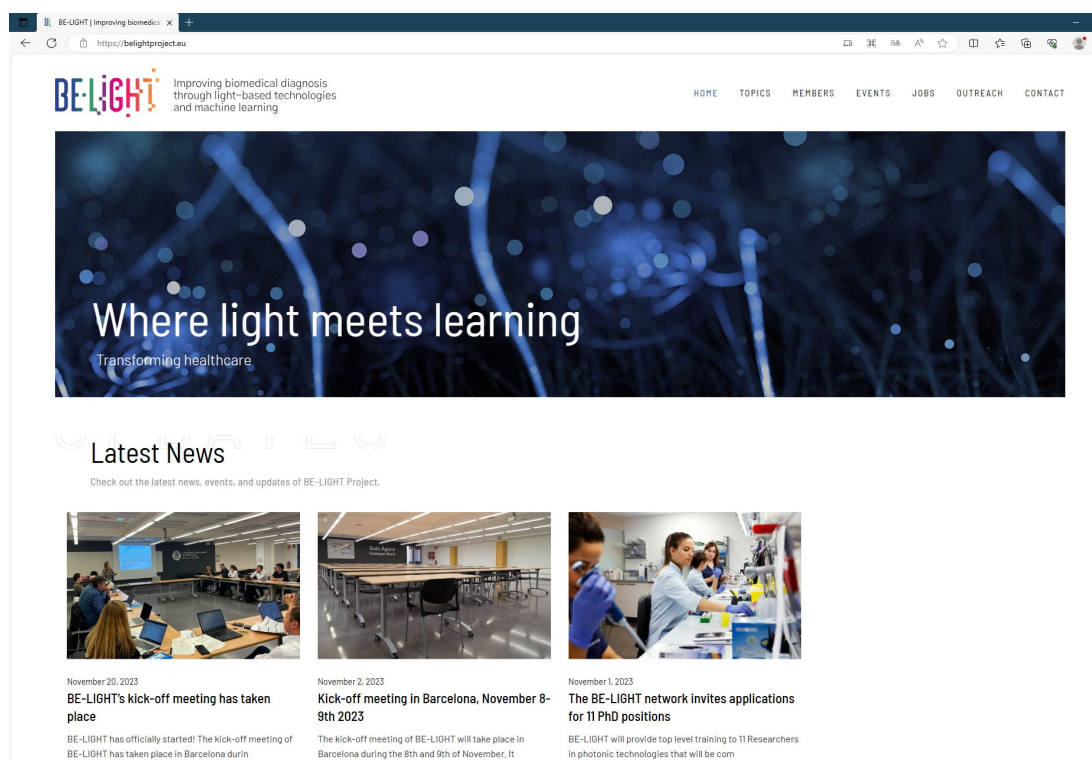 BE-LIGHT | Improving biomedica
https://belightproject.eu
BE·LIGHT
Improving biomedical diagnosis
through light-based technologies
and machine learning
HOME TOPICS MEMBERS EVENTS JOBS OUTREACH CONTACT
Where light meets learning
Transforming healthcare
UPDATES
Latest News
Check out the latest news, events, and updates of BE-LIGHT Project.
Sala Agora
Campus Nord
November 20, 2023
BE-LIGHT's kick-off meeting has taken
place
BE-LIGHT has officially started! The kick-off meeting of
BE-LIGHT has taken place in Barcelona durin
November 2, 2023
Kick-off meeting in Barcelona, November 8-
9th 2023
The kick-off meeting of BE-LIGHT will take place in
Barcelona during the 8th and 9th of November. It
November 1, 2023
The BE-LIGHT network invites applications
for 11 PhD positions
BE-LIGHT will provide top level training to 11 Researchers
in photonic technologies that will be com